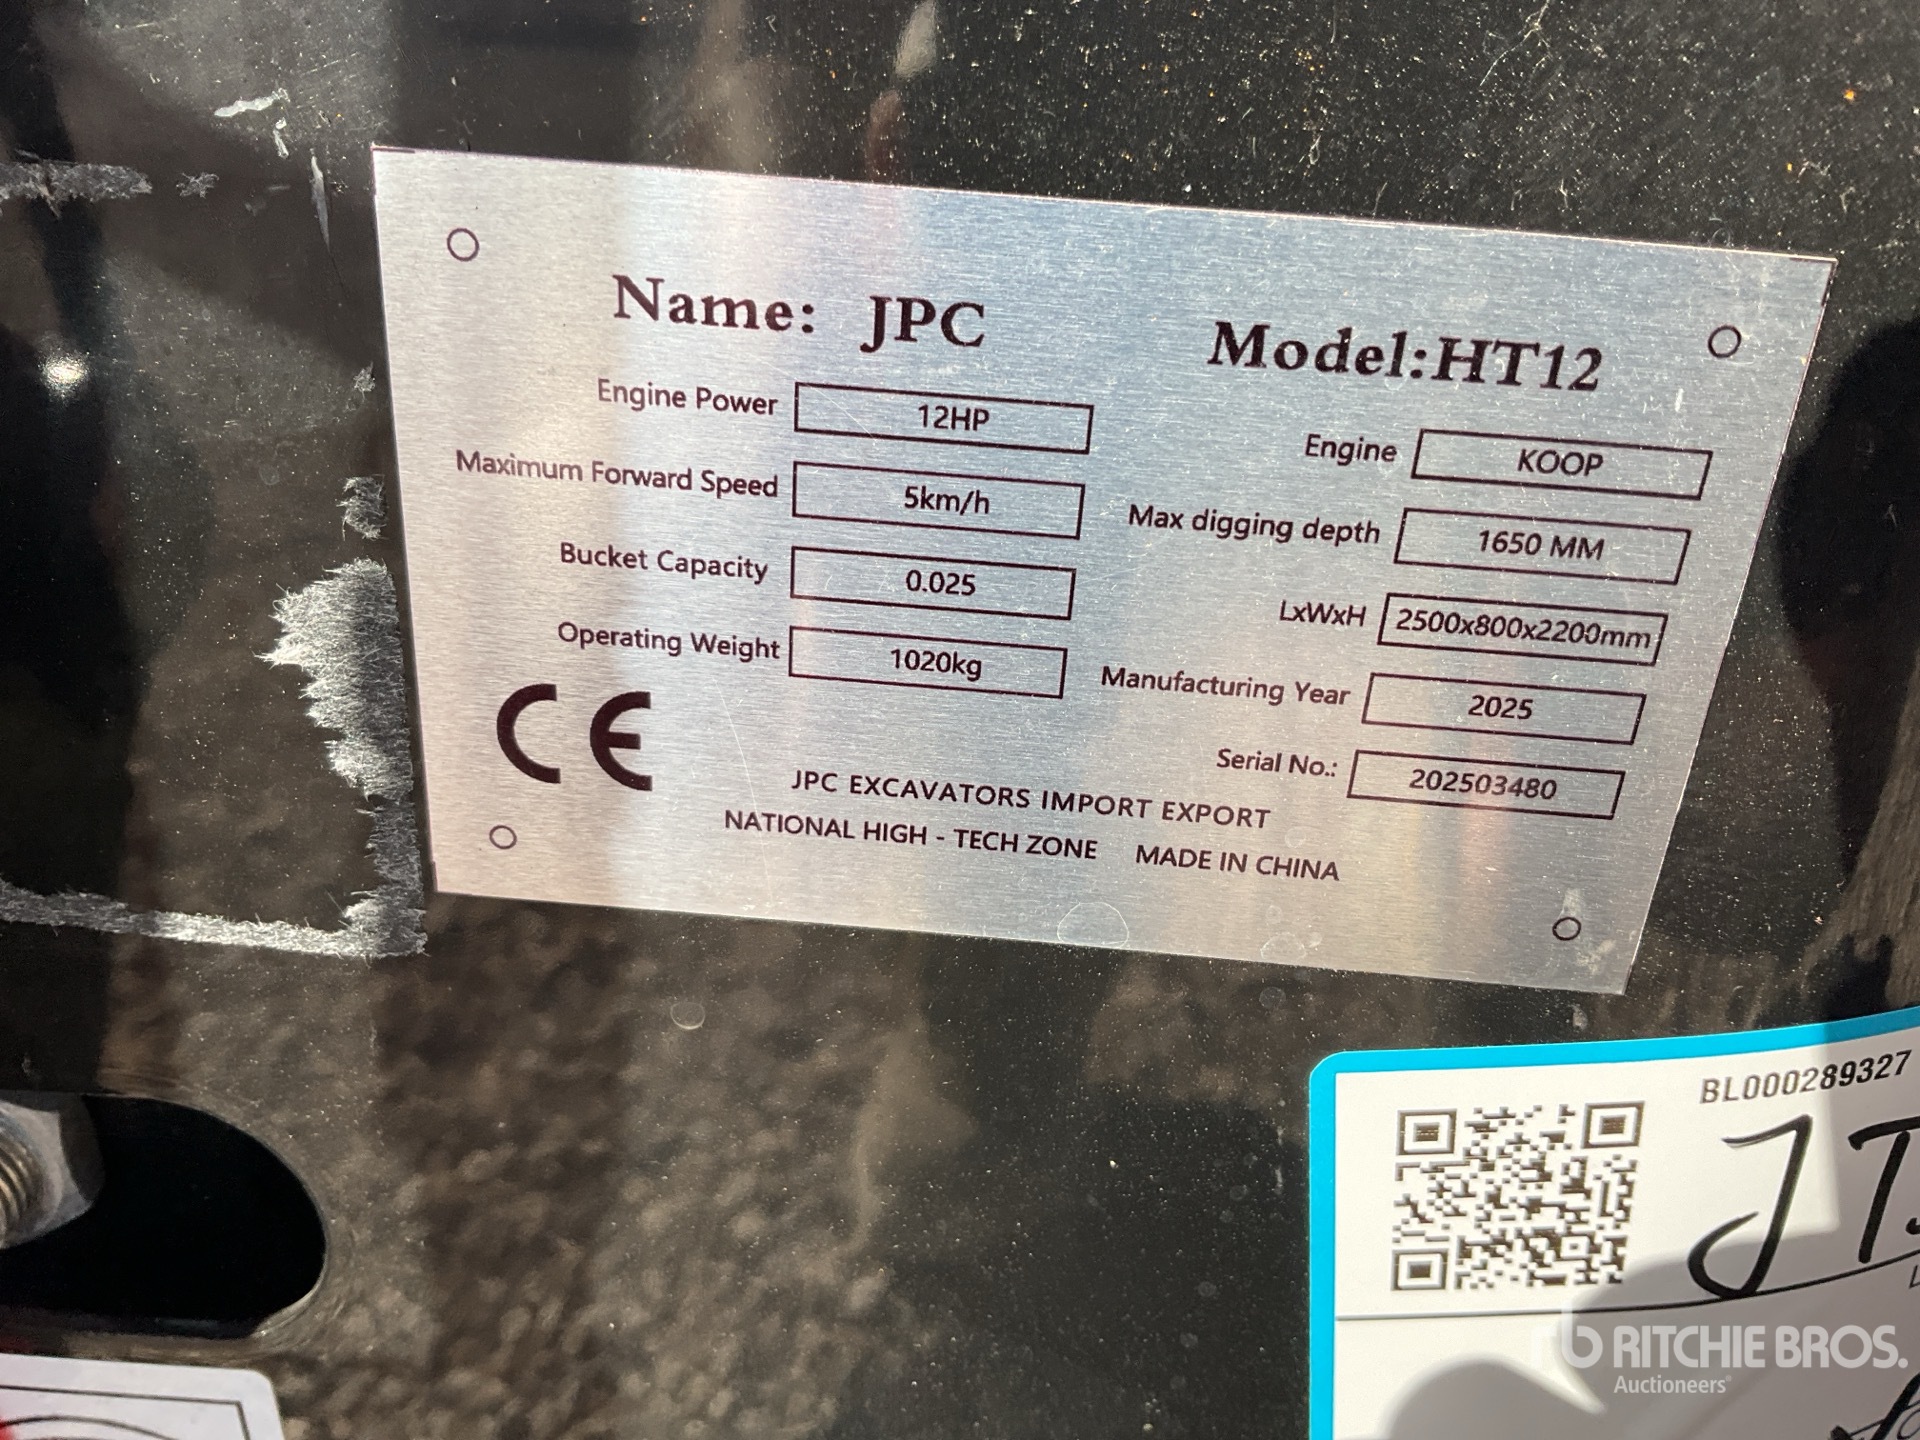 Name: JPC
Model:HT12
Engine Power 12HP
Engine KOOP
Maximum Forward Speed 5km/h
Max digging depth 1650 MM
Bucket Capacity 0.025
LxWxH 2500x800x2200mm
Operating Weight 1020kg
Manufacturing Year 2025
Serial No.: 202503480
CE
JPC EXCAVATORS IMPORT EXPORT
NATIONAL HIGH - TECH ZONE MADE IN CHINA
BL000289327
RITCHIE BROS.
Auctioneers